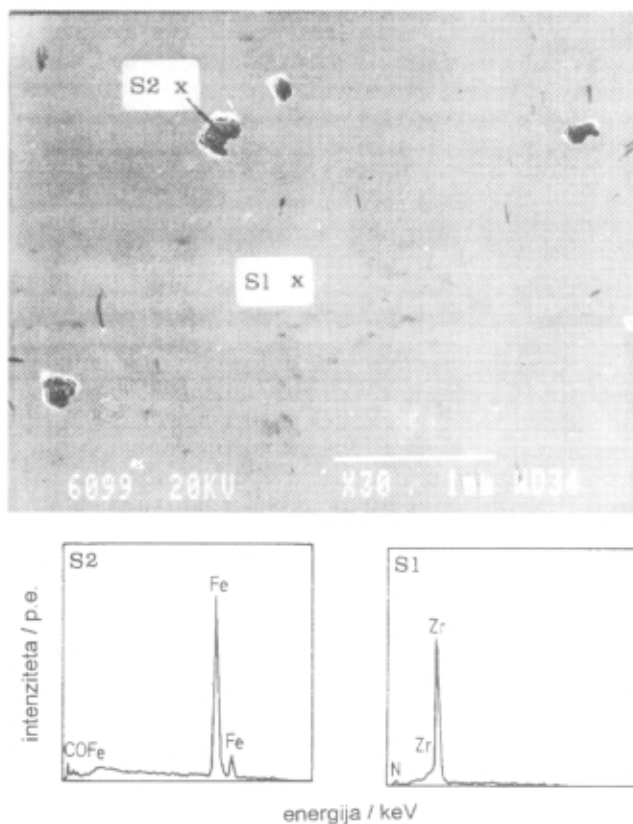 S2 x
S1 x
6099 20KV X30 1mm WD34
S2
Fe
Fe
COFe
S1
Zr
Zr
N
intenziteta / p.e.
energija / keV